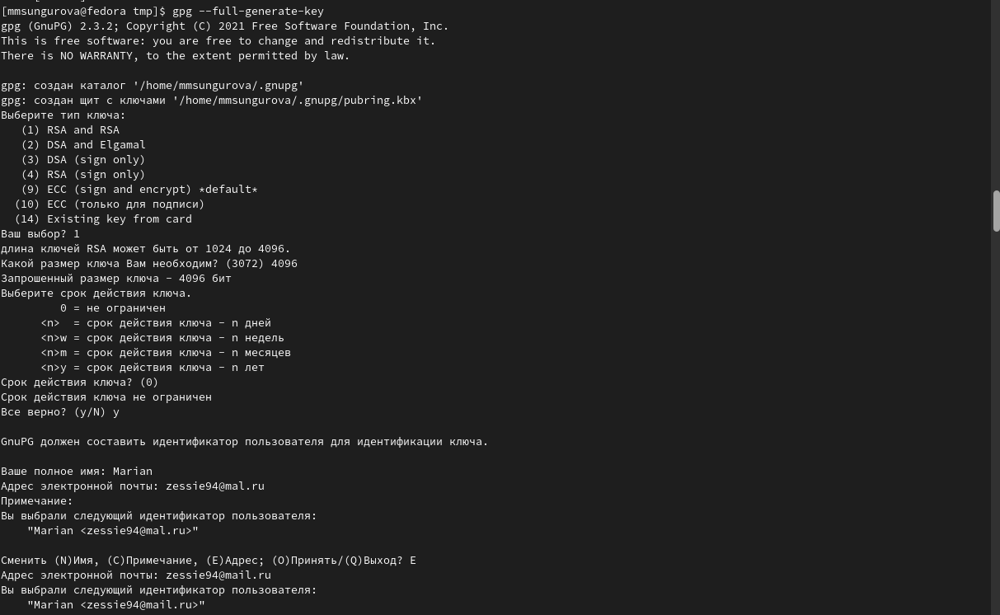 [mmsungurova@fedora tmp]$ gpg --full-generate-key
gpg (GnuPG) 2.3.2; Copyright (C) 2021 Free Software Foundation, Inc.
This is free software: you are free to change and redistribute it.
There is NO WARRANTY, to the extent permitted by law.

gpg: создан каталог '/home/mmsungurova/.gnupg'
gpg: создан щит с ключами '/home/mmsungurova/.gnupg/pubring.kbx'
Выберите тип ключа:
   (1) RSA and RSA
   (2) DSA and Elgamal
   (3) DSA (sign only)
   (4) RSA (sign only)
   (9) ECC (sign and encrypt) *default*
  (10) ECC (только для подписи)
  (14) Existing key from card
Ваш выбор? 1
длина ключей RSA может быть от 1024 до 4096.
Какой размер ключа Вам необходим? (3072) 4096
Запрошенный размер ключа - 4096 бит
Выберите срок действия ключа.
         0 = не ограничен
      <n>  = срок действия ключа - n дней
      <n>w = срок действия ключа - n недель
      <n>m = срок действия ключа - n месяцев
      <n>y = срок действия ключа - n лет
Срок действия ключа? (0)
Срок действия ключа не ограничен
Все верно? (y/N) y

GnuPG должен составить идентификатор пользователя для идентификации ключа.

Ваше полное имя: Marian
Адрес электронной почты: zessie94@mal.ru
Примечание:
Вы выбрали следующий идентификатор пользователя:
    "Marian <zessie94@mal.ru>"

Сменить (N)Имя, (C)Примечание, (E)Адрес; (O)Принять/(Q)Выход? E
Адрес электронной почты: zessie94@mail.ru
Вы выбрали следующий идентификатор пользователя:
    "Marian <zessie94@mail.ru>"